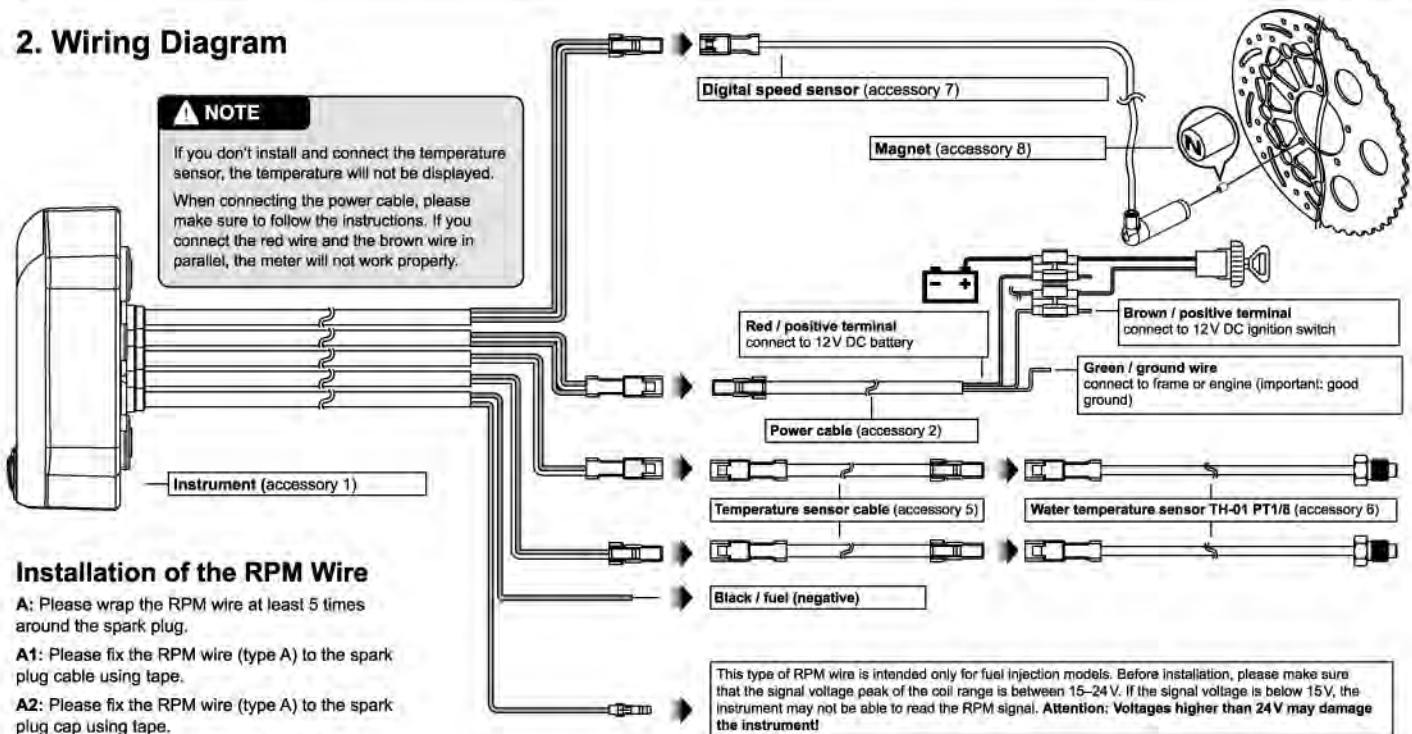 2. Wiring Diagram
NOTE
If you don't install and connect the temperature
sensor, the temperature will not be displayed.
When connecting the power cable, please
make sure to follow the instructions. If you
connect the red wire and the brown wire in
parallel, the meter will not work properly.
Digital speed sensor (accessory 7)
Magnet (accessory 8)
N
- +
Red / positive terminal
connect to 12V DC battery
Brown / positive terminal
connect to 12V DC ignition switch
Green / ground wire
connect to frame or engine (important: good
ground)
Power cable (accessory 2)
Instrument (accessory 1)
Temperature sensor cable (accessory 5)
Water temperature sensor TH-01 PT1/8 (accessory 6)
Black / fuel (negative)
Installation of the RPM Wire
A: Please wrap the RPM wire at least 5 times
around the spark plug.
A1: Please fix the RPM wire (type A) to the spark
plug cable using tape.
A2: Please fix the RPM wire (type A) to the spark
plug cap using tape.
This type of RPM wire is intended only for fuel injection models. Before installation, please make sure
that the signal voltage peak of the coil range is between 15–24V. If the signal voltage is below 15V, the
instrument may not be able to read the RPM signal. Attention: Voltages higher than 24V may damage
the instrument!